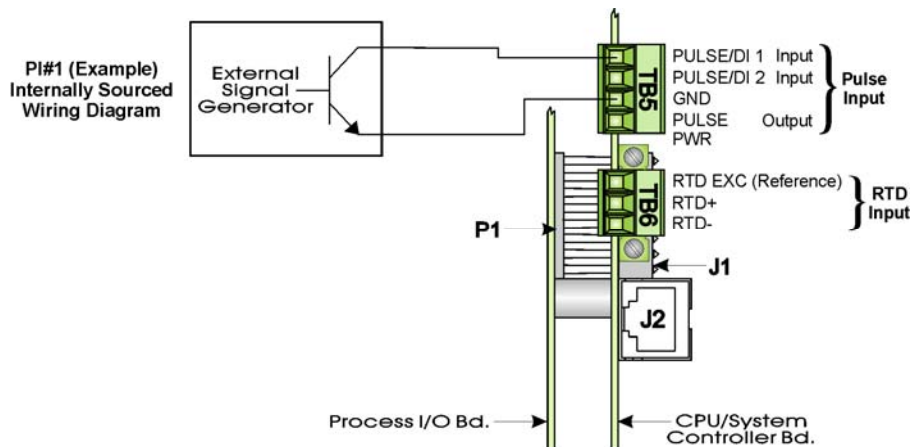 PI#1 (Example)
Internally Sourced
Wiring Diagram
External
Signal
Generator
TB5
PULSE/DI 1 Input
PULSE/DI 2 Input
GND
PULSE Output
PWR
Pulse
Input
TB6
RTD EXC (Reference)
RTD+
RTD-
RTD
Input
P1
J1
J2
Process I/O Bd.
CPU/System
Controller Bd.